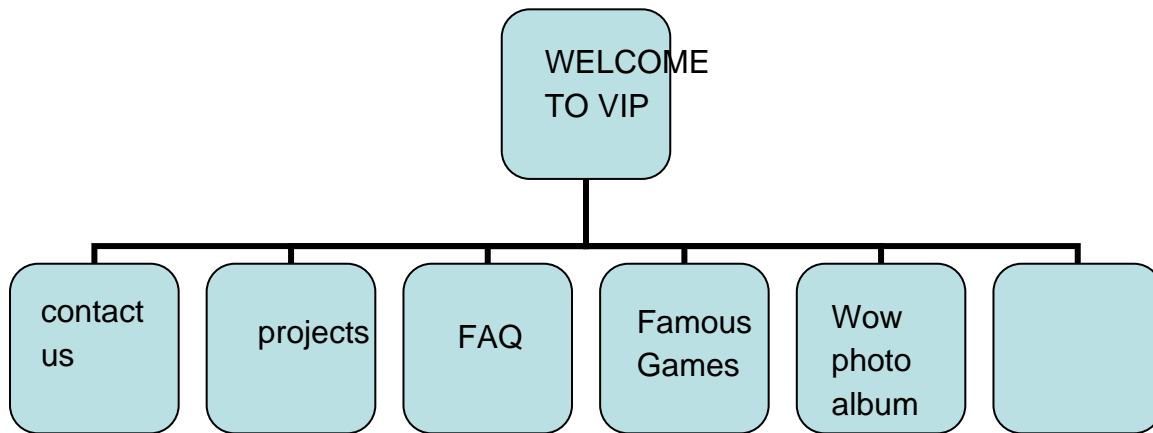 WELCOME
TO VIP
contact
us
projects
FAQ
Famous
Games
Wow
photo
album